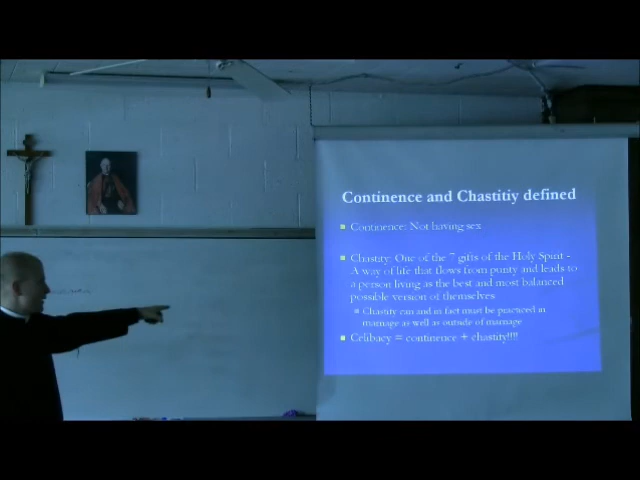 Continence and Chastitiy defined
Continence: Not having sex
Chastity: One of the 7 gifts of the Holy Spirit -
A way of life that flows from purity and leads to
a person living as the best and most balanced
possible version of themselves
Chastity can and in fact must be practiced in
marriage as well as outside of marriage
Celibacy = continence + chastity!!!!